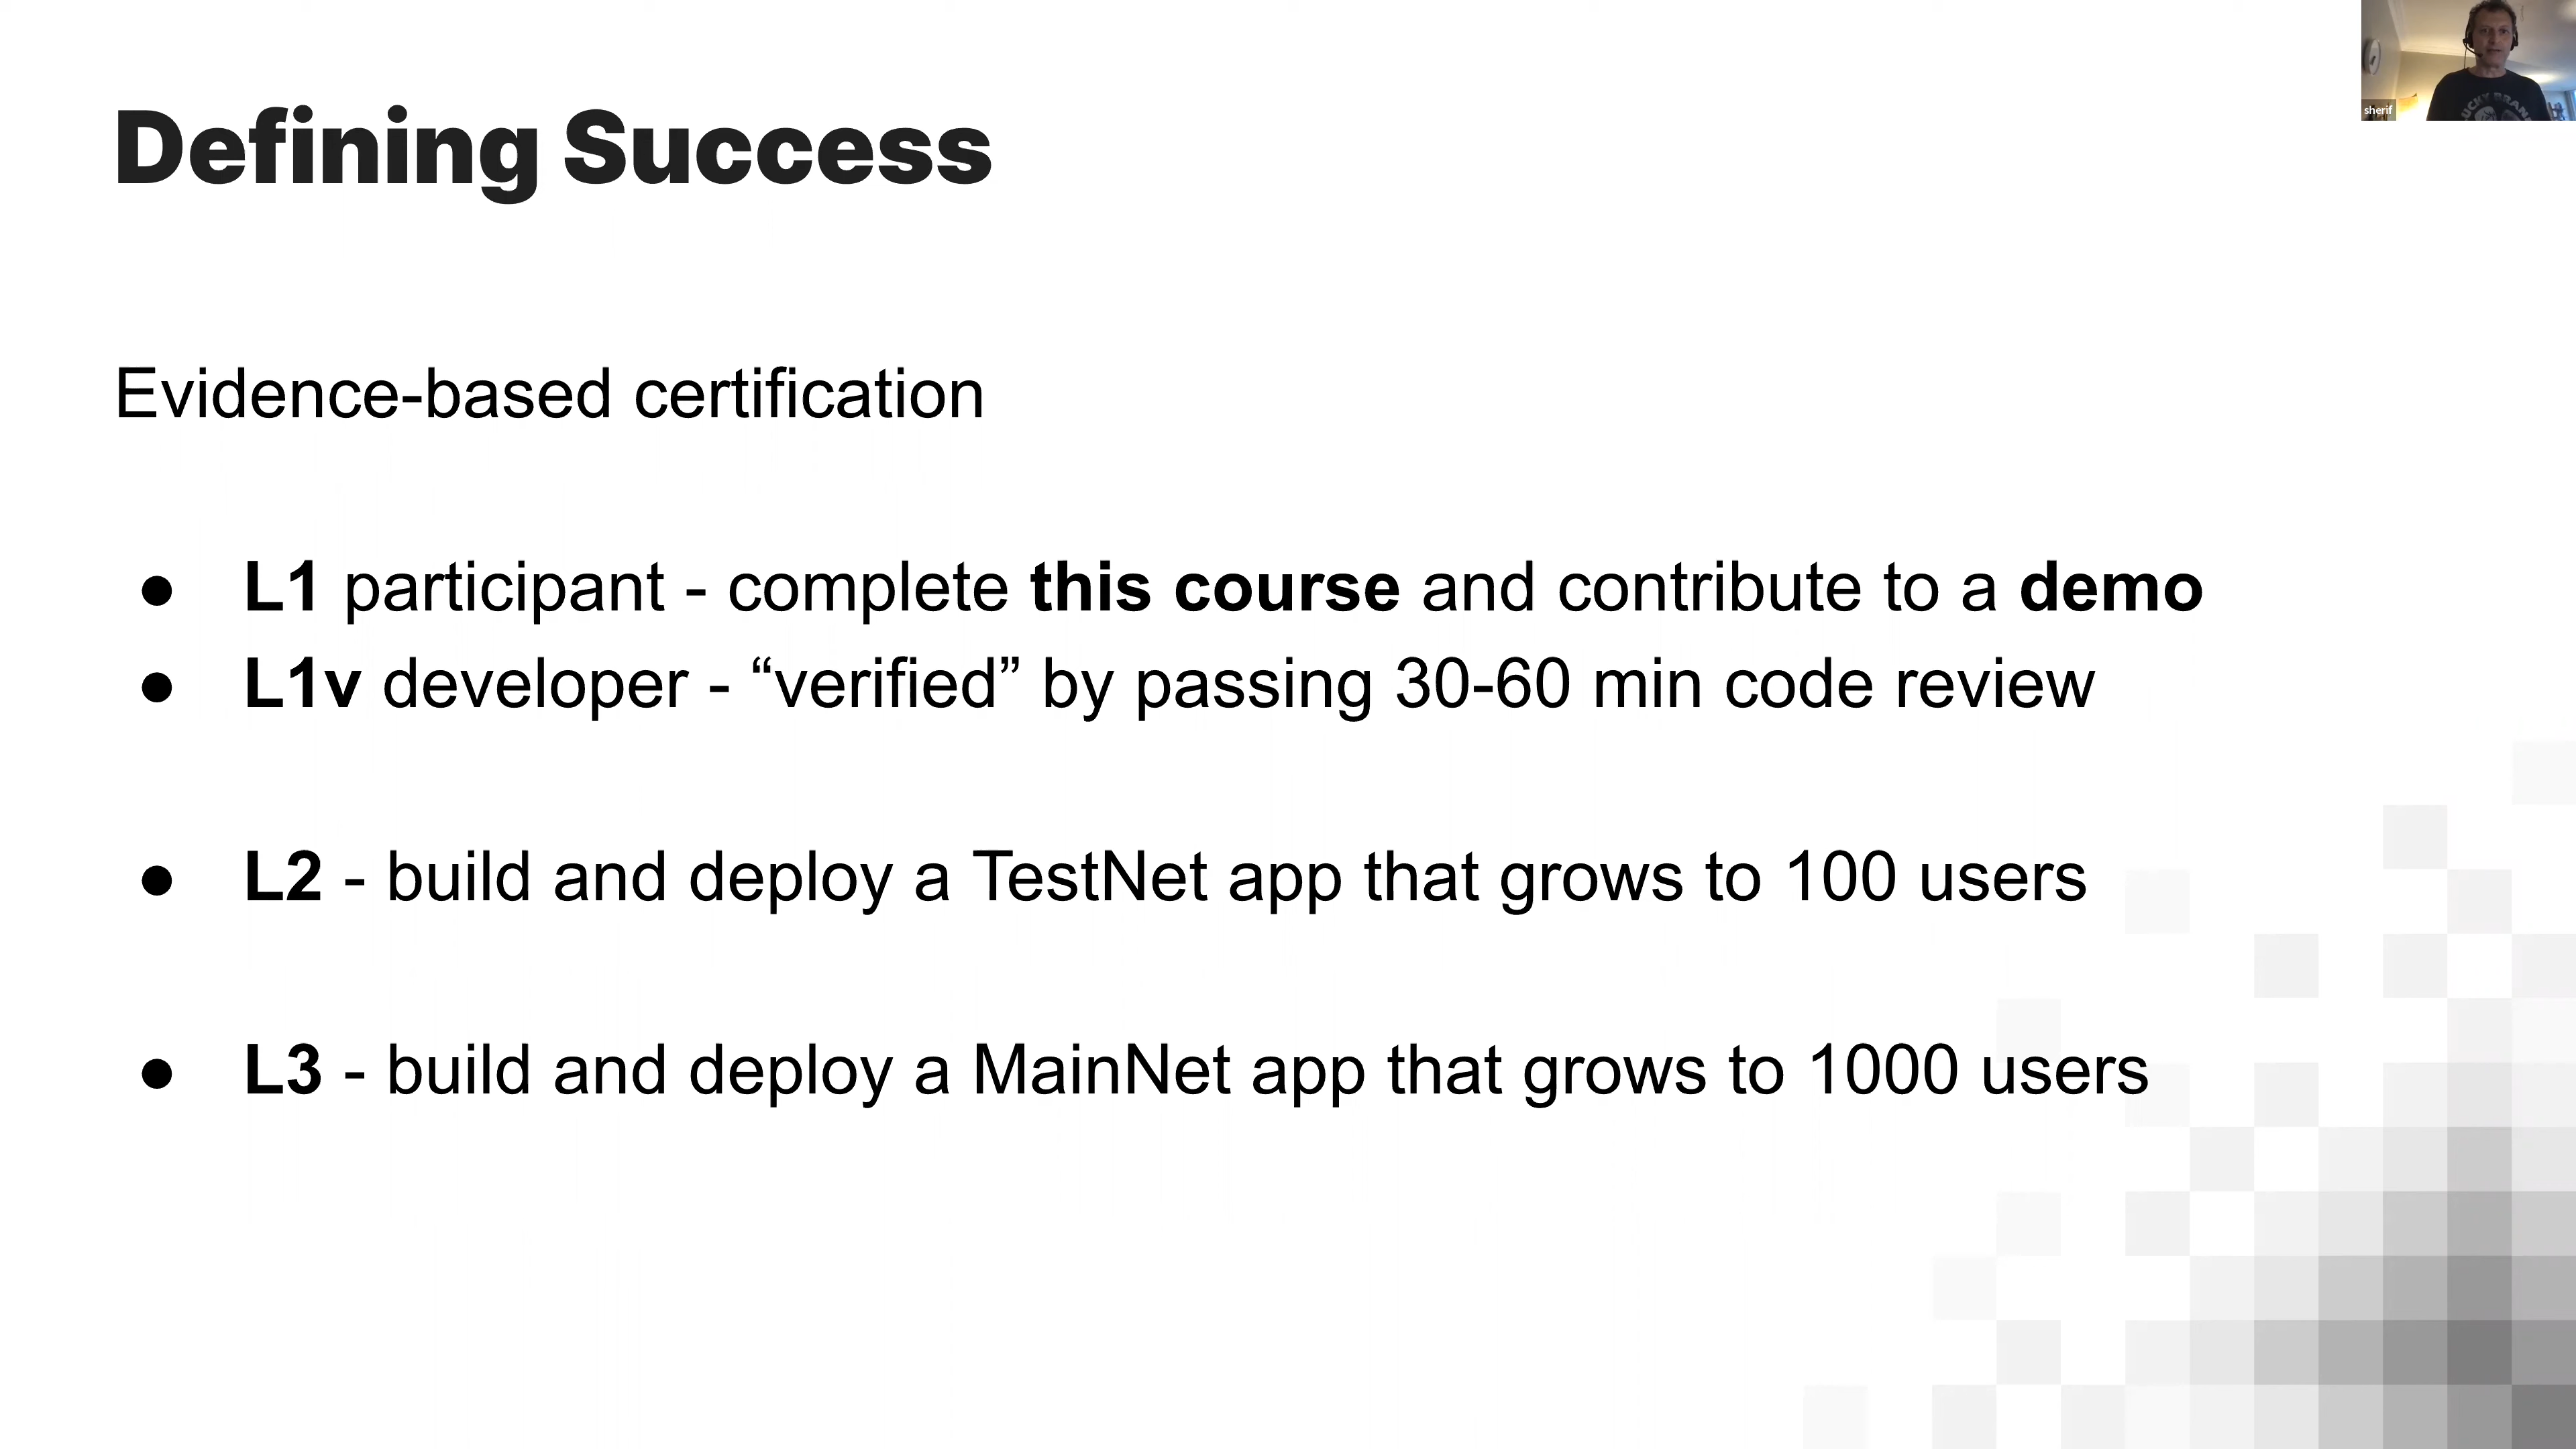 sherif
Defining Success
Evidence-based certification
● L1 participant - complete this course and contribute to a demo
● L1v developer - “verified” by passing 30-60 min code review
● L2 - build and deploy a TestNet app that grows to 100 users
● L3 - build and deploy a MainNet app that grows to 1000 users